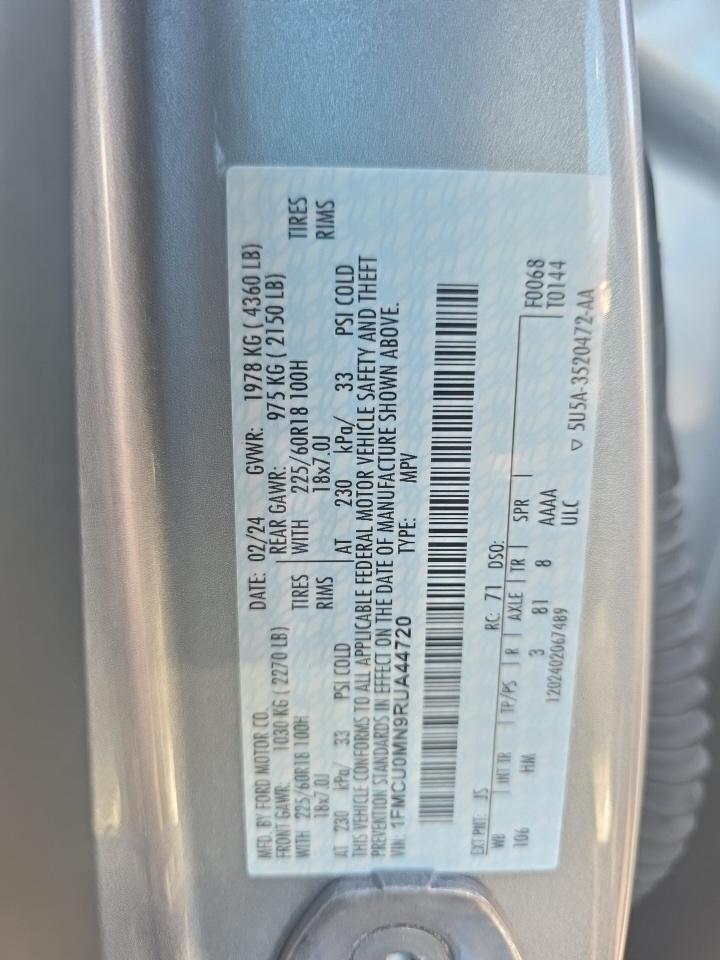 MFD. BY FORD MOTOR CO.
DATE: 02/24 GVWR: 1978 KG ( 4360 LB)
FRONT GAWR: 1030 KG ( 2270 LB) REAR GAWR: 975 KG ( 2150 LB)
WITH 225/60R18 100H TIRES WITH 225/60R18 100H TIRES
18x7.0J RIMS 18x7.0J RIMS
AT 230 kPa/ 33 PSI COLD AT 230 kPa/ 33 PSI COLD
THIS VEHICLE CONFORMS TO ALL APPLICABLE FEDERAL MOTOR VEHICLE SAFETY AND THEFT
PREVENTION STANDARDS IN EFFECT ON THE DATE OF MANUFACTURE SHOWN ABOVE.
VIN: 1FMCU0MN9RUA44720 TYPE: MPV
EXT PNT: JS RC: 71 DSO:
WB INT TR TP/PS R AXLE TR SPR F0068
106 HM 3 81 8 AAAA T0144
1202402067489 ULC
▽ 5U5A-3520472-AA